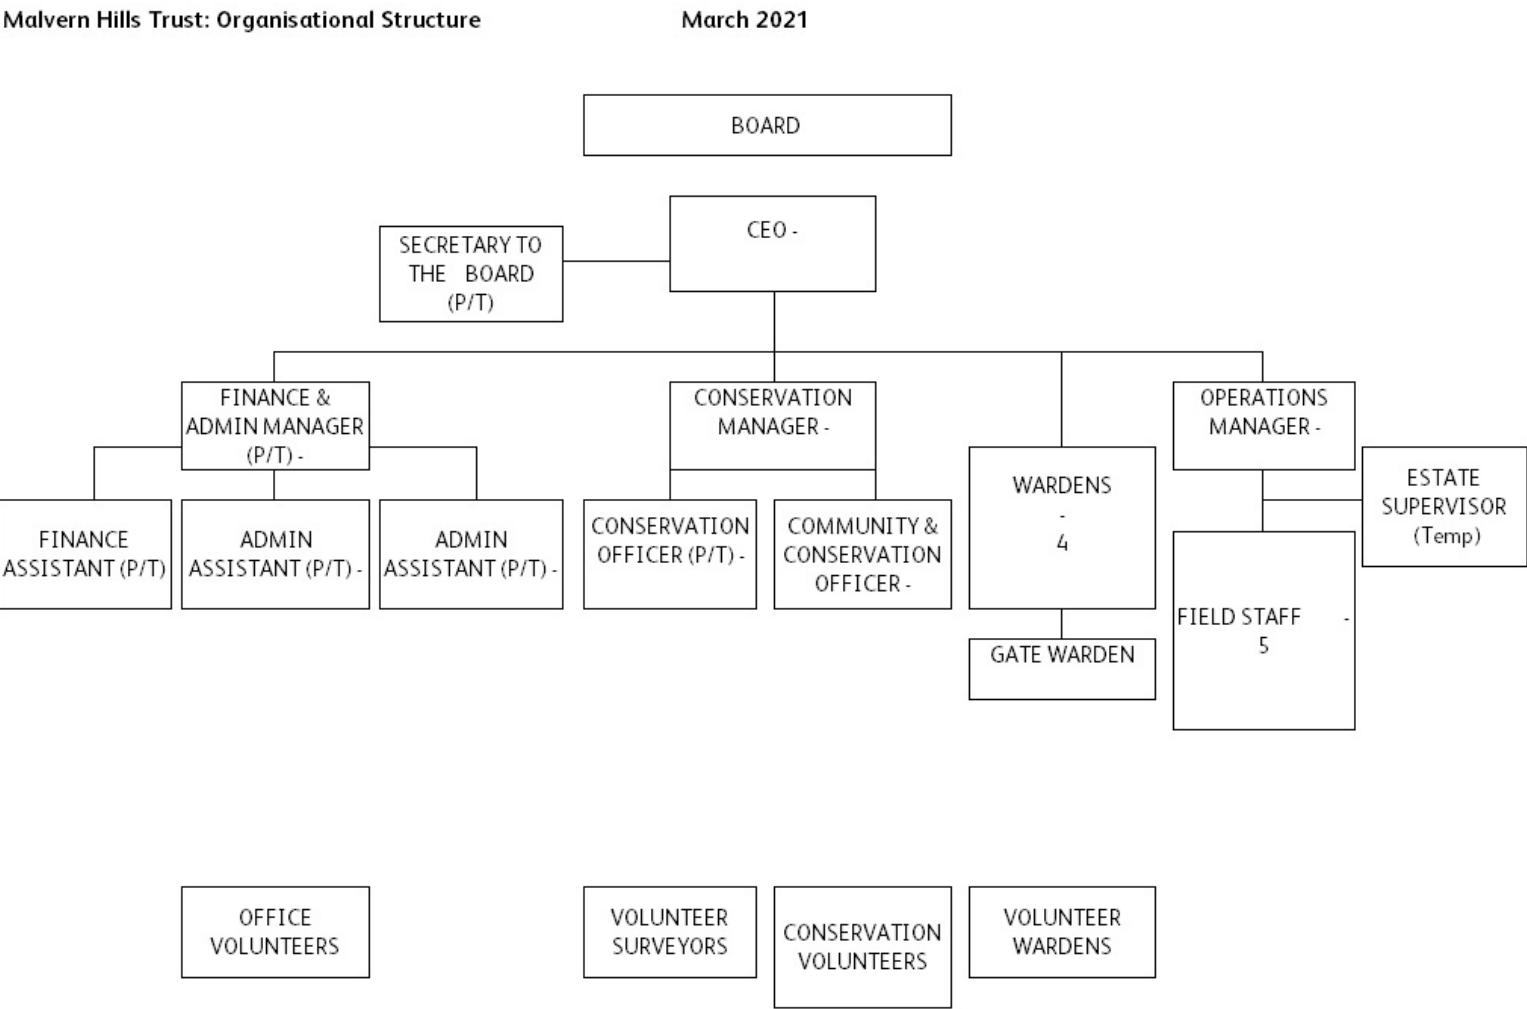 Malvern Hills Trust: Organisational Structure March 2021
BOARD
CEO -
SECRETARY TO
THE BOARD
(P/T)
FINANCE &
ADMIN MANAGER
(P/T) -
CONSERVATION
MANAGER -
OPERATIONS
MANAGER -
FINANCE
ASSISTANT (P/T)
ADMIN
ASSISTANT (P/T) -
ADMIN
ASSISTANT (P/T) -
CONSERVATION
OFFICER (P/T) -
COMMUNITY &
CONSERVATION
OFFICER -
WARDENS
-
4
GATE WARDEN
ESTATE
SUPERVISOR
(Temp)
FIELD STAFF -
5
OFFICE
VOLUNTEERS
VOLUNTEER
SURVEYORS
CONSERVATION
VOLUNTEERS
VOLUNTEER
WARDENS